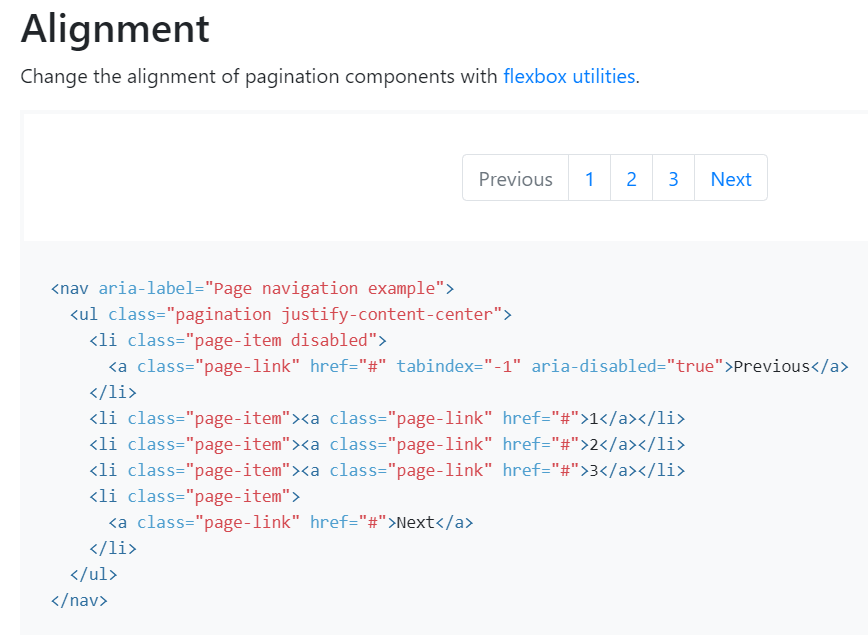 Alignment
Change the alignment of pagination components with flexbox utilities.
Previous 1 2 3 Next
<nav aria-label="Page navigation example">
  <ul class="pagination justify-content-center">
    <li class="page-item disabled">
      <a class="page-link" href="#" tabindex="-1" aria-disabled="true">Previous</a>
    </li>
    <li class="page-item"><a class="page-link" href="#">1</a></li>
    <li class="page-item"><a class="page-link" href="#">2</a></li>
    <li class="page-item"><a class="page-link" href="#">3</a></li>
    <li class="page-item">
      <a class="page-link" href="#">Next</a>
    </li>
  </ul>
</nav>